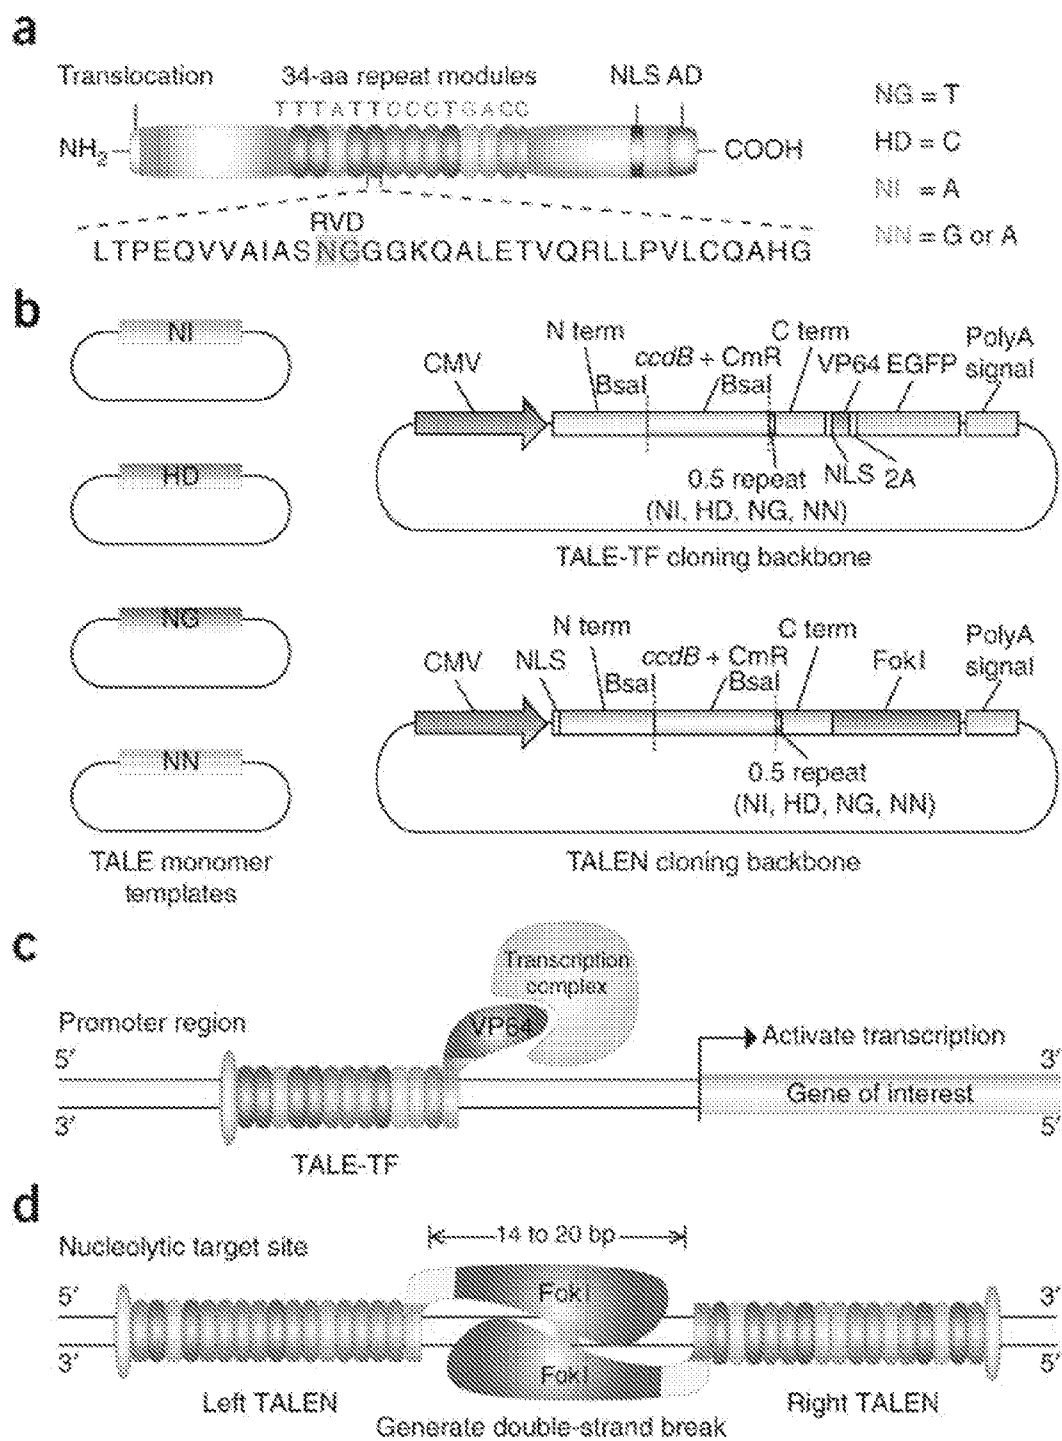 a
Translocation 34-aa repeat modules NLS AD
TTTATTCCCTGACC
NH2 COOH
NG = T
HD = C
NI = A
NN = G or A
RVD
LTPEQVVAIASNGGGKQALETVQRLLPVLCQAHG
b
NI
HD
NG
NN
TALE monomer
templates
CMV
N term
BsaI
ccdB + CmR
BsaI
C term
VP64 EGFP
PolyA
signal
0.5 repeat
(NI, HD, NG, NN)
NLS 2A
TALE-TF cloning backbone
CMV
NLS
N term
BsaI
ccdB + CmR
BsaI
C term
FokI
PolyA
signal
0.5 repeat
(NI, HD, NG, NN)
TALEN cloning backbone
c
Transcription
complex
VP64
Promoter region
Activate transcription
5′ 3′
Gene of interest
3′ 5′
TALE-TF
d
14 to 20 bp
Nucleolytic target site
FokI
5′ 3′
3′ 5′
FokI
Left TALEN Right TALEN
Generate double-strand break